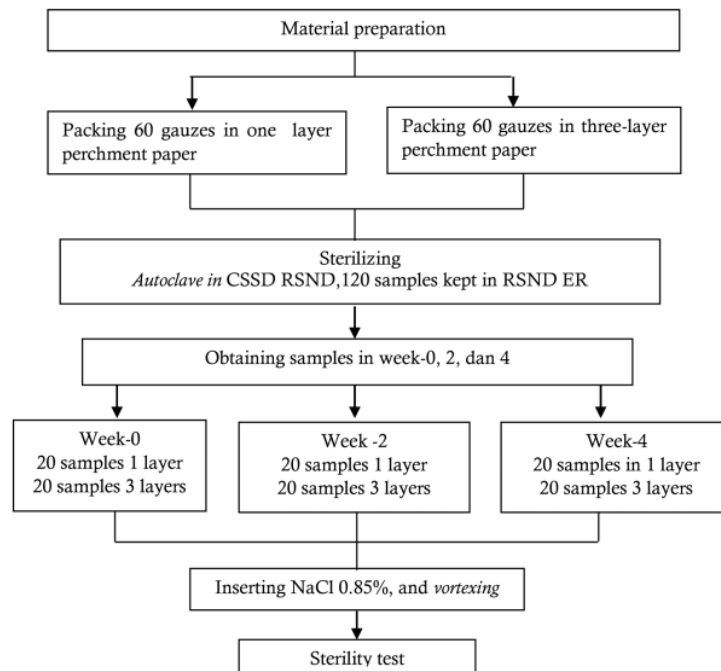 Material preparation
Packing 60 gauzes in one layer
perchment paper
Packing 60 gauzes in three-layer
perchment paper
Sterilizing
Autoclave in CSSD RSND,120 samples kept in RSND ER
Obtaining samples in week-0, 2, dan 4
Week-0
20 samples 1 layer
20 samples 3 layers
Week -2
20 samples 1 layer
20 samples 3 layers
Week-4
20 samples in 1 layer
20 samples 3 layers
Inserting NaCl 0.85%, and vortexing
Sterility test